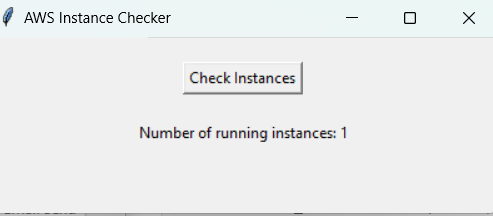 AWS Instance Checker
Check Instances
Number of running instances: 1